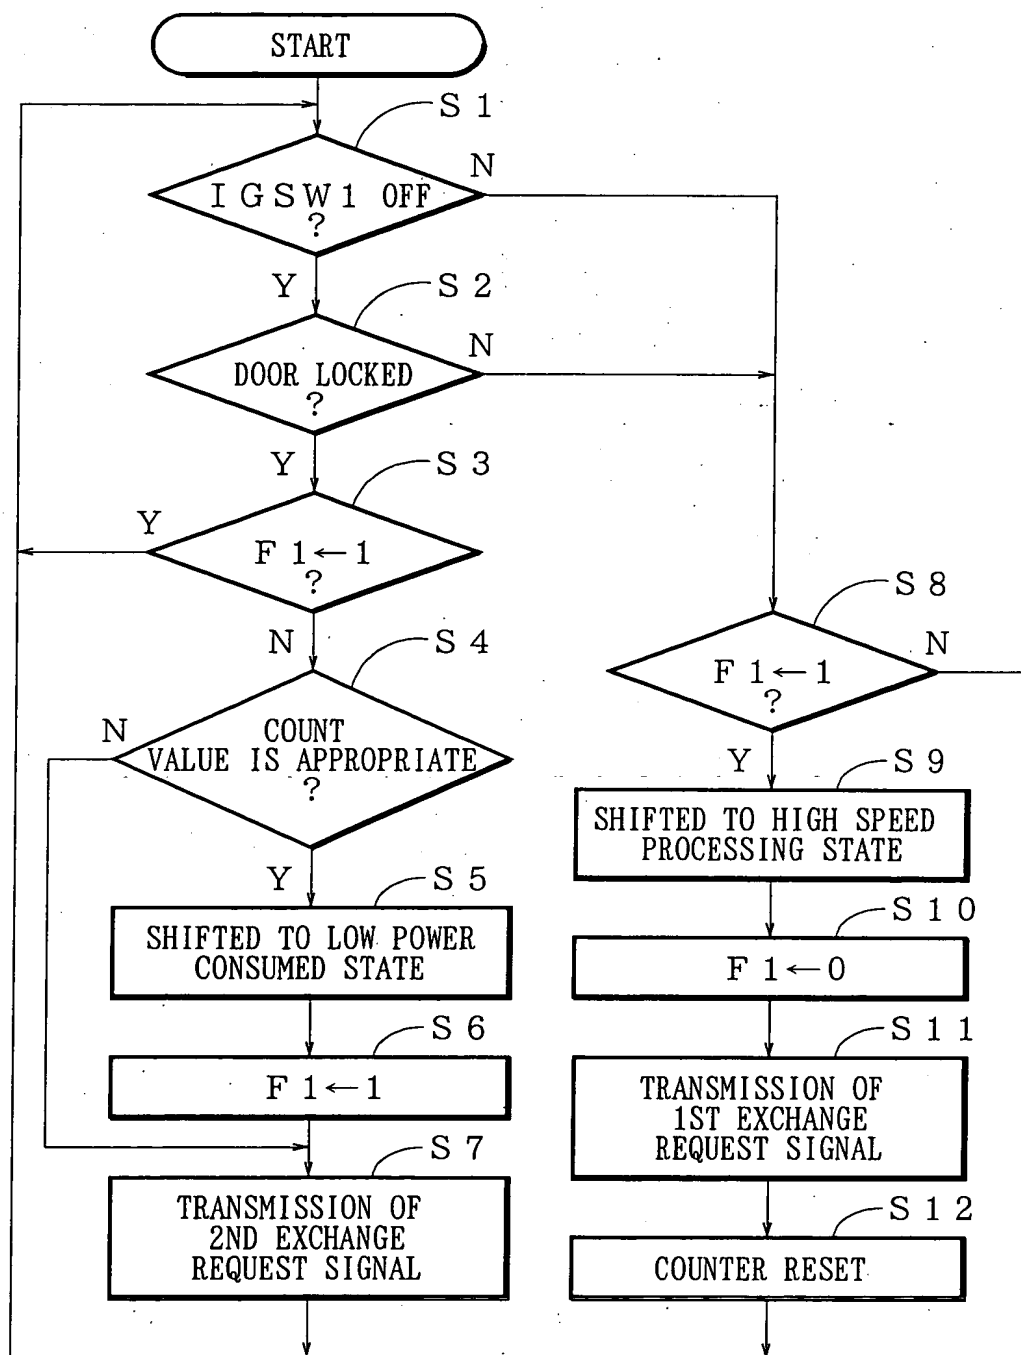 START
S 1
N
I G S W 1 OFF
?
Y
S 2
N
DOOR LOCKED
?
Y
S 3
Y
F 1 ← 1
?
N
S 4
N
COUNT
VALUE IS APPROPRIATE
?
Y
S 5
SHIFTED TO LOW POWER
CONSUMED STATE
S 6
F 1 ← 1
S 7
TRANSMISSION OF
2ND EXCHANGE
REQUEST SIGNAL
S 8
N
F 1 ← 1
?
Y
S 9
SHIFTED TO HIGH SPEED
PROCESSING STATE
S 1 0
F 1 ← 0
S 1 1
TRANSMISSION OF
1ST EXCHANGE
REQUEST SIGNAL
S 1 2
COUNTER RESET